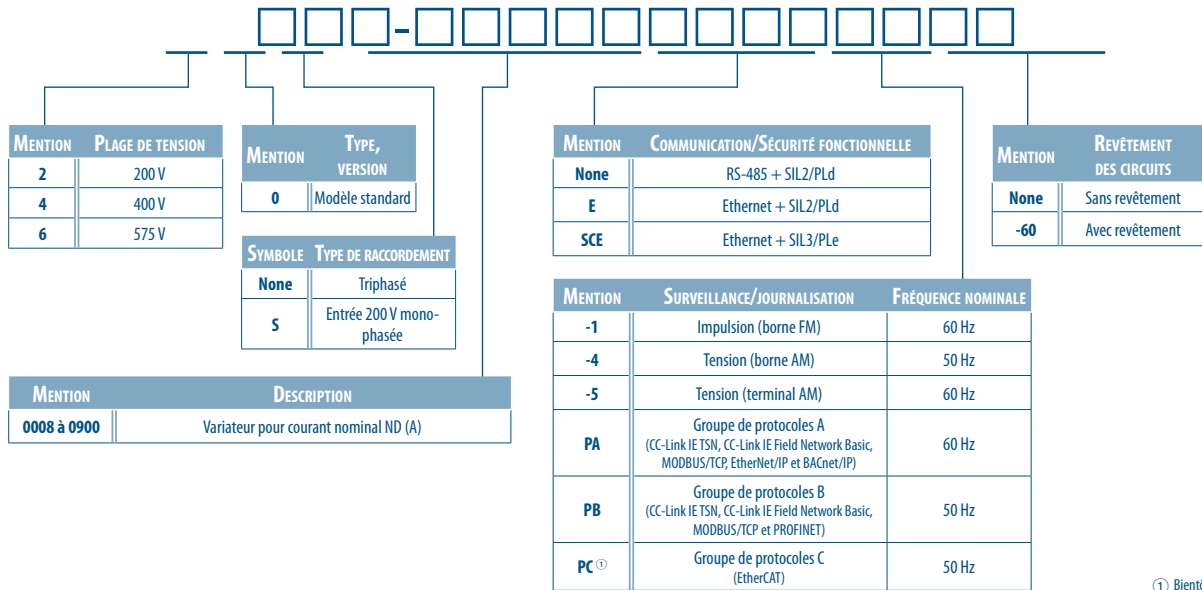 MENTION PLAGE DE TENSION
2 200 V
4 400 V
6 575 V
MENTION TYPE,
VERSION
0 Modèle standard
SYMBOLE TYPE DE RACCORDEMENT
None Triphasé
S Entrée 200 V mono-
phasée
MENTION DESCRIPTION
0008 à 0900 Variateur pour courant nominal ND (A)
MENTION COMMUNICATION/SÉCURITÉ FONCTIONNELLE
None RS-485 + SIL2/PLd
E Ethernet + SIL2/PLd
SCE Ethernet + SIL3/PLe
MENTION SURVEILLANCE/JOURNALISATION FRÉQUENCE NOMINALE
-1 Impulsion (borne FM) 60 Hz
-4 Tension (borne AM) 50 Hz
-5 Tension (terminal AM) 60 Hz
PA Groupe de protocoles A 60 Hz
(CC-Link IE TSN, CC-Link IE Field Network Basic,
MODBUS/TCP, EtherNet/IP et BACnet/IP)
PB Groupe de protocoles B 50 Hz
(CC-Link IE TSN, CC-Link IE Field Network Basic,
MODBUS/TCP et PROFINET)
PC ① Groupe de protocoles C 50 Hz
(EtherCAT)
MENTION REVÊTEMENT
DES CIRCUITS
None Sans revêtement
-60 Avec revêtement
① Bientô